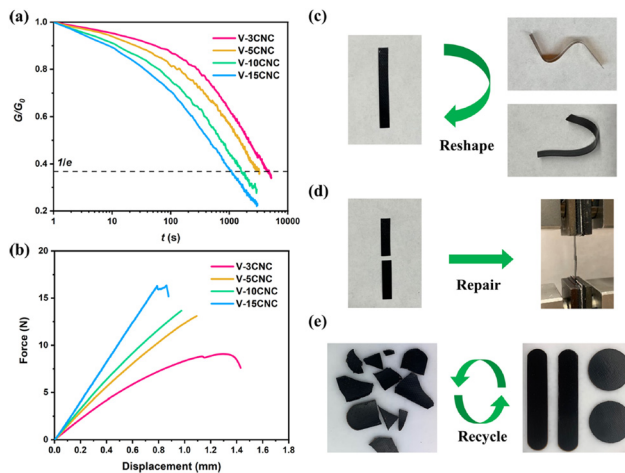 (a)
1.0
0.8
0.6
0.4
0.2
G/G0
V-3CNC
V-5CNC
V-10CNC
V-15CNC
1/e
1
10
100
1000
10000
t (s)
(b)
20
15
10
5
0
Force (N)
V-3CNC
V-5CNC
V-10CNC
V-15CNC
0.0
0.2
0.4
0.6
0.8
1.0
1.2
1.4
1.6
1.8
Displacement (mm)
(c)
Reshape
(d)
Repair
(e)
Recycle